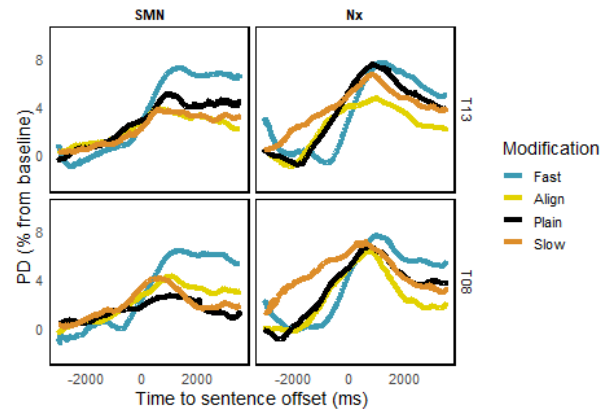 SMN Nx
8
4
0
T13
8
4
0
T08
PD (% from baseline)
-2000 0 2000 -2000 0 2000
Time to sentence offset (ms)
Modification
Fast
Align
Plain
Slow